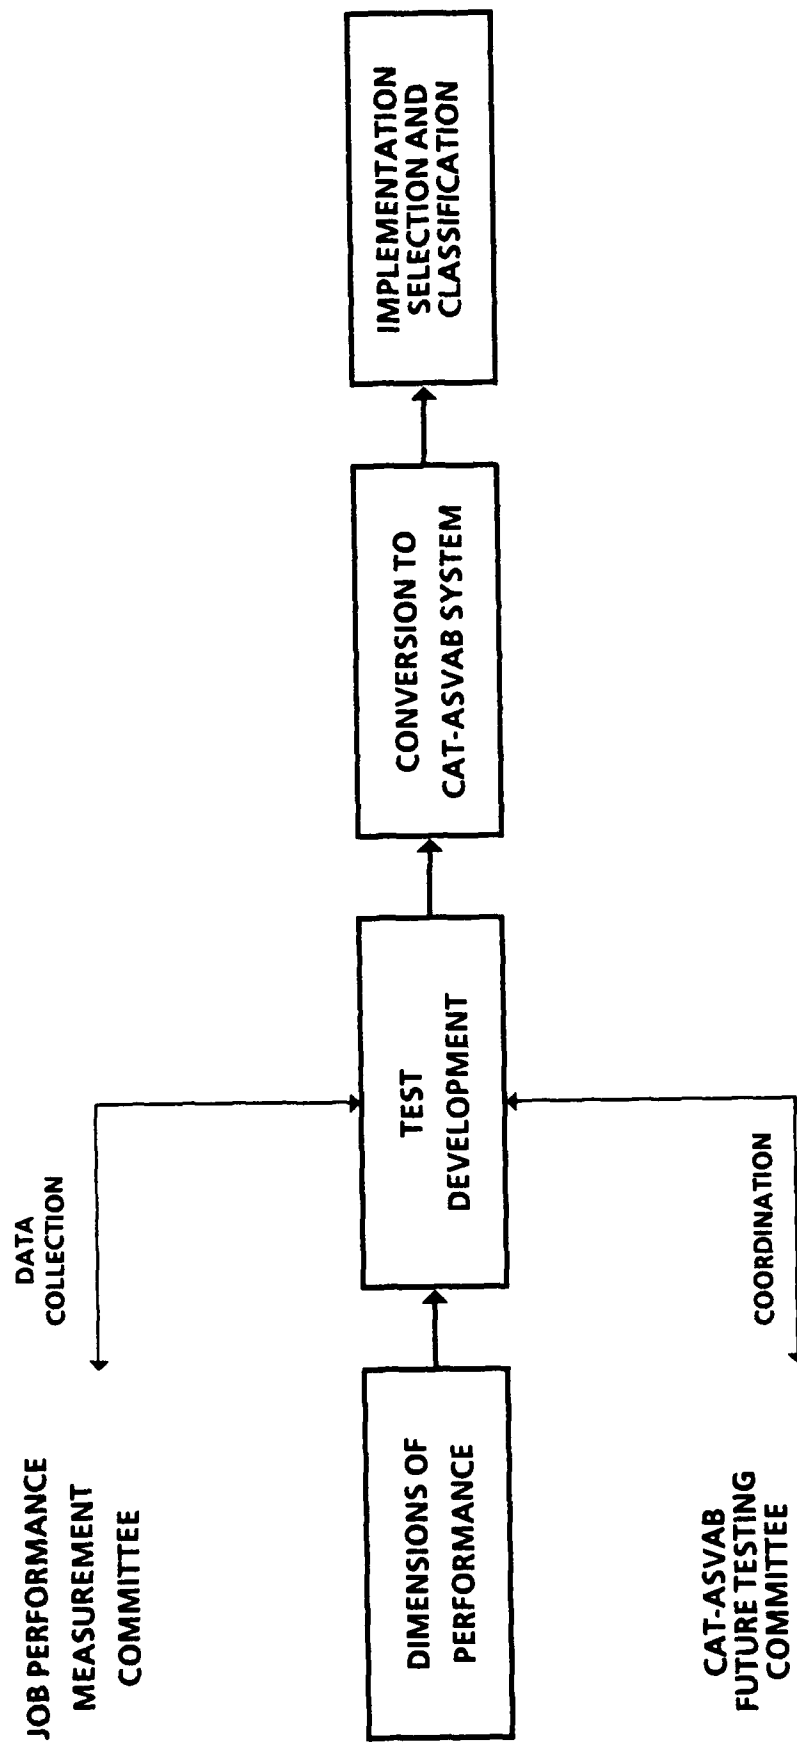 JOB PERFORMANCE
MEASUREMENT
COMMITTEE
DATA
COLLECTION
DIMENSIONS OF
PERFORMANCE
TEST
DEVELOPMENT
CONVERSION TO
CAT-ASVAB SYSTEM
IMPLEMENTATION
SELECTION AND
CLASSIFICATION
CAT-ASVAB
FUTURE TESTING
COMMITTEE
COORDINATION